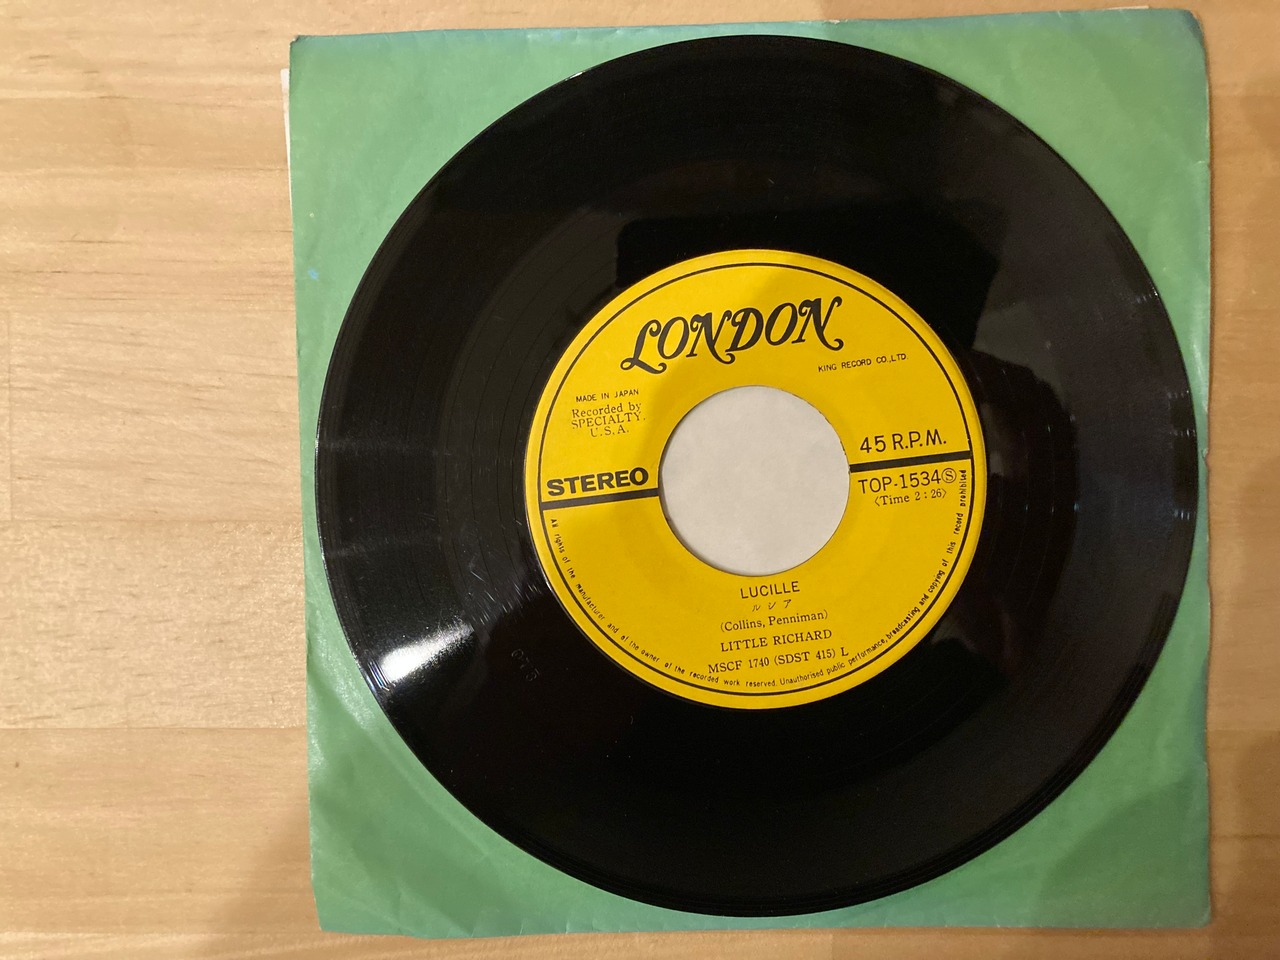 LONDON
KING RECORD CO.,LTD.
MADE IN JAPAN
Recorded by
SPECIALTY.
U.S.A.
45 R.P.M.
STEREO
TOP-1534Ⓢ
〈Time 2 : 26〉
LUCILLE
ルシア
(Collins, Penniman)
LITTLE RICHARD
MSCF 1740 (SDST 415) L
All rights of the manufacturer and of the owner of the recorded work reserved. Unauthorised public performance, broadcasting and copying of this record prohibited